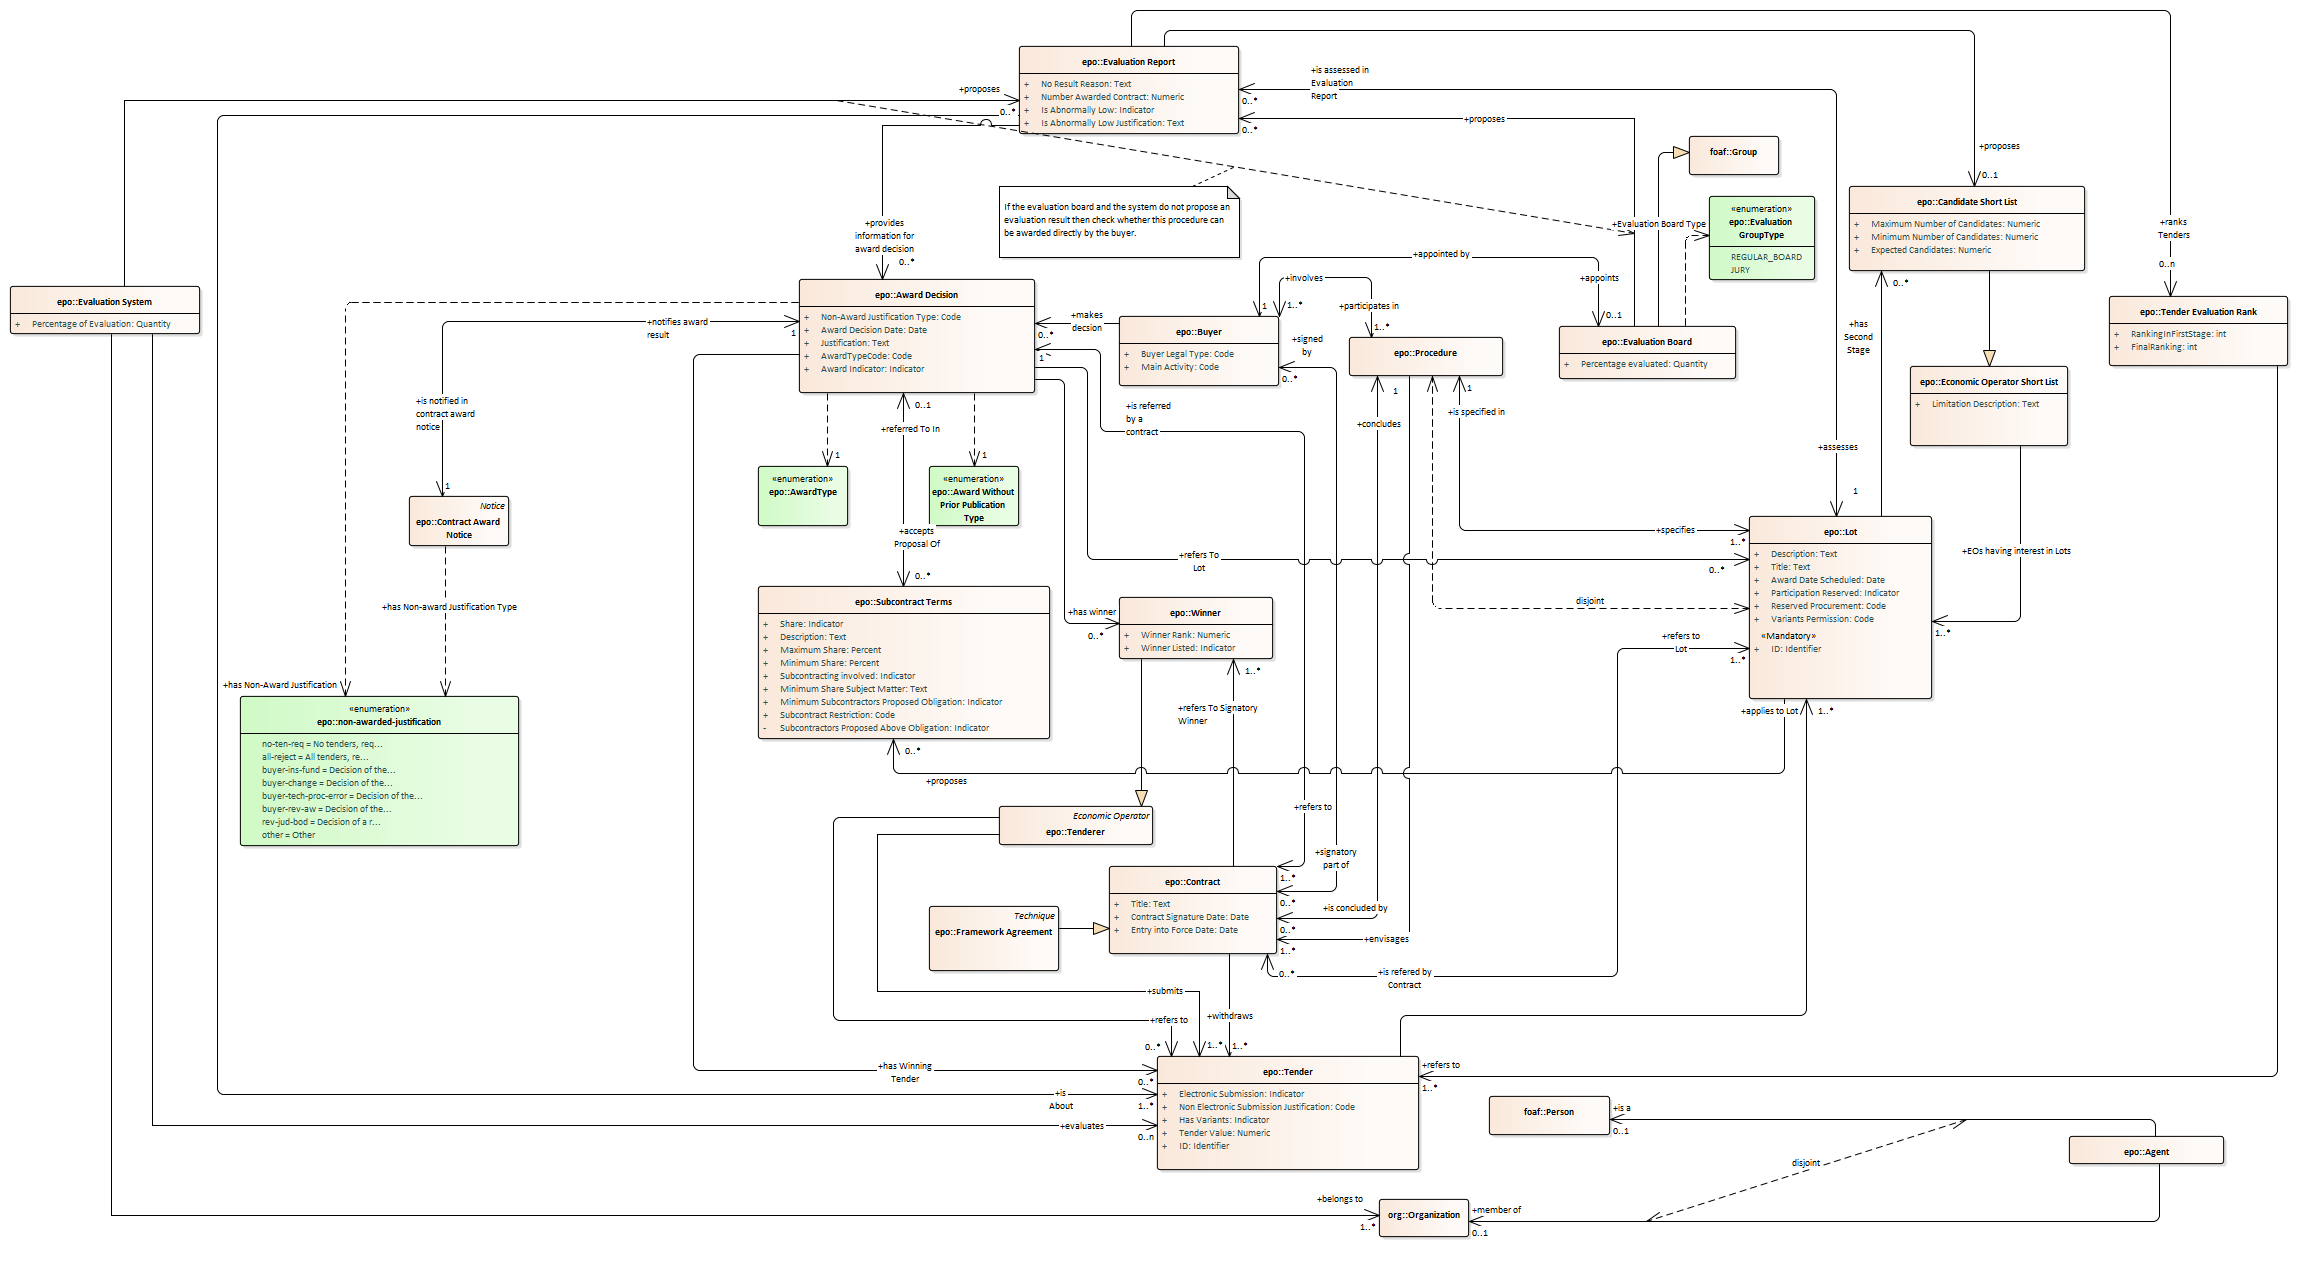 epo::Evaluation Report
+ No Result Reason: Text
+ Number Awarded Contract: Numeric
+ Is Abnormally Low: Indicator
+ Is Abnormally Low Justification: Text
+proposes
0..*
+is assessed in
Evaluation
Report
0..*
+proposes
0..*
foaf::Group
+proposes
0..1
+ranks
Tenders
0..n
If the evaluation board and the system do not propose an
evaluation result then check whether this procedure can
be awarded directly by the buyer.
+Evaluation Board Type
«enumeration»
epo::Evaluation
GroupType
REGULAR_BOARD
JURY
epo::Candidate Short List
+ Maximum Number of Candidates: Numeric
+ Minimum Number of Candidates: Numeric
+ Expected Candidates: Numeric
0..*
+provides
information for
award decision
0..*
+appointed by
1
+appoints
0..1
+involves
1..*
+participates in
1..*
epo::Evaluation System
+ Percentage of Evaluation: Quantity
epo::Award Decision
+ Non-Award Justification Type: Code
+ Award Decision Date: Date
+ Justification: Text
+ AwardTypeCode: Code
+ Award Indicator: Indicator
+notifies award
result
1
+makes
decsion
0..*
1
epo::Buyer
+ Buyer Legal Type: Code
+ Main Activity: Code
+signed
by
0..*
epo::Procedure
epo::Evaluation Board
+ Percentage evaluated: Quantity
epo::Tender Evaluation Rank
+ RankingInFirstStage: int
+ FinalRanking: int
+has
Second
Stage
epo::Economic Operator Short List
+ Limitation Description: Text
+is notified in
contract award
notice
1
0..1
+referred To In
+is referred
by a
contract
1
+concludes
1
+is specified in
+assesses
1
«enumeration»
epo::AwardType
1
«enumeration»
epo::Award Without
Prior Publication
Type
1
Notice
epo::Contract Award
Notice
+accepts
Proposal Of
0..*
+refers To
Lot
0..*
+specifies
1..*
disjoint
+EOs having interest in Lots
1..*
epo::Lot
+ Description: Text
+ Title: Text
+ Award Date Scheduled: Date
+ Participation Reserved: Indicator
+ Reserved Procurement: Code
+ Variants Permission: Code
«Mandatory»
+ ID: Identifier
+refers to
Lot
1..*
+has Non-award Justification Type
+has Non-Award Justification
epo::Subcontract Terms
+ Share: Indicator
+ Description: Text
+ Maximum Share: Percent
+ Minimum Share: Percent
+ Subcontracting involved: Indicator
+ Minimum Share Subject Matter: Text
+ Minimum Subcontractors Proposed Obligation: Indicator
+ Subcontract Restriction: Code
- Subcontractors Proposed Above Obligation: Indicator
+has winner
0..*
epo::Winner
+ Winner Rank: Numeric
+ Winner Listed: Indicator
1..*
+refers To Signatory
Winner
+applies to Lot
1..*
«enumeration»
epo::non-awarded-justification
no-ten-req = No tenders, req...
all-reject = All tenders, re...
buyer-ins-fund = Decision of the...
buyer-change = Decision of the...
buyer-tech-proc-error = Decision of the...
buyer-rev-aw = Decision of the...
rev-jud-bod = Decision of a r...
other = Other
0..*
+proposes
Economic Operator
epo::Tenderer
+refers to
1..*
+signatory
part of
0..*
epo::Contract
+ Title: Text
+ Contract Signature Date: Date
+ Entry into Force Date: Date
+is concluded by
0..*
+envisages
1..*
Technique
epo::Framework Agreement
0..*
+is refered by
Contract
+submits
1..*
+refers to
0..*
+withdraws
1..*
+has Winning
Tender
0..*
+is
About
1..*
+evaluates
0..n
epo::Tender
+ Electronic Submission: Indicator
+ Non Electronic Submission Justification: Code
+ Has Variants: Indicator
+ Tender Value: Numeric
+ ID: Identifier
+refers to
1..*
foaf::Person
+is a
0..1
epo::Agent
disjoint
+belongs to
1..*
org::Organization
+member of
0..1